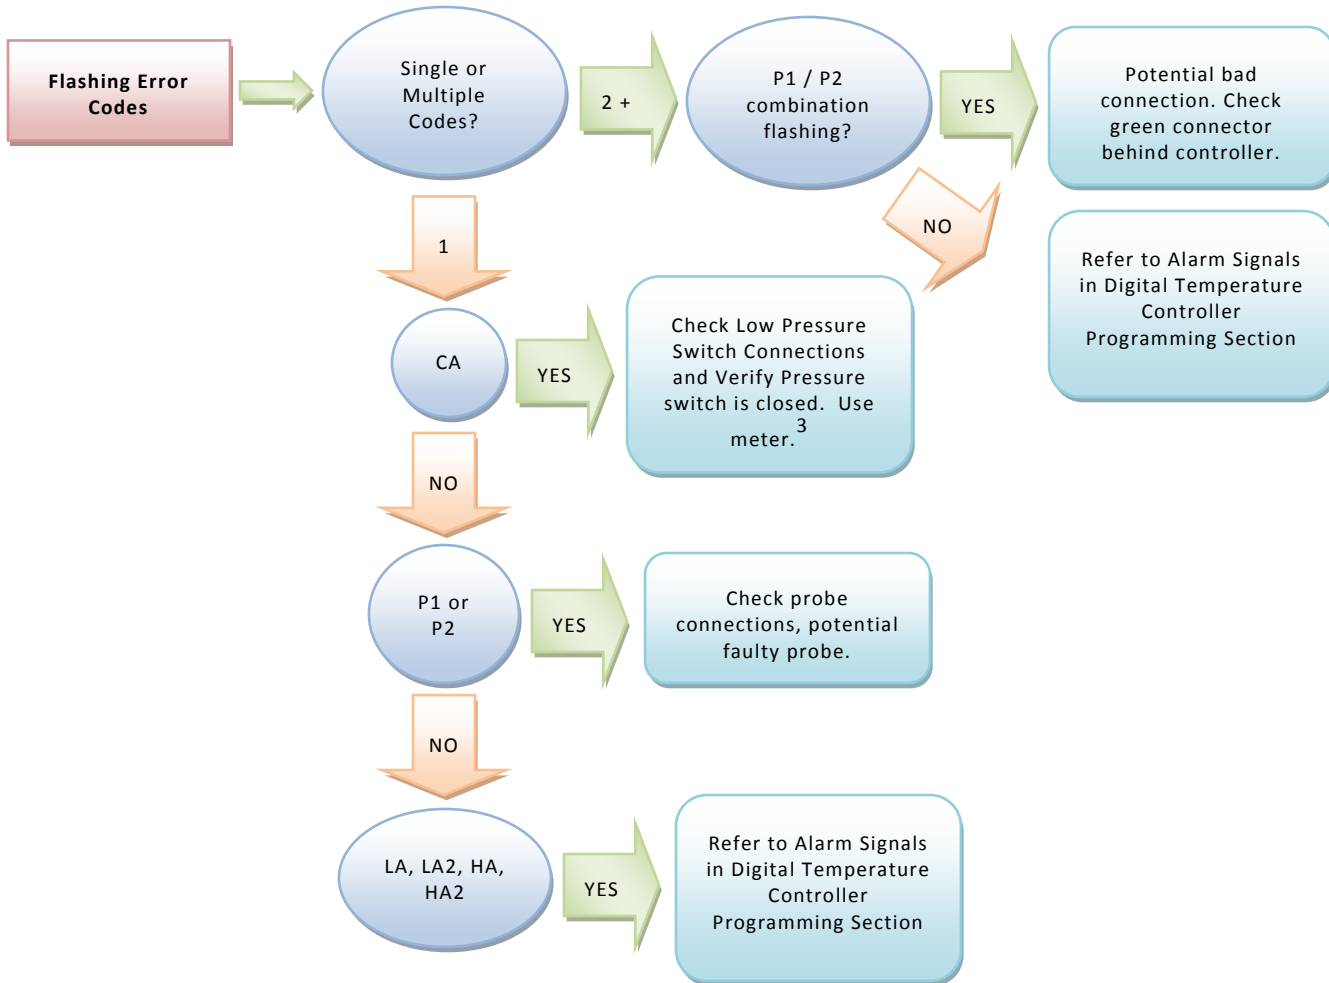 Flashing Error
Codes
Single or
Multiple
Codes?
2 +
P1 / P2
combination
flashing?
YES
Potential bad
connection. Check
green connector
behind controller.
NO
Refer to Alarm Signals
in Digital Temperature
Controller
Programming Section
1
CA
YES
Check Low Pressure
Switch Connections
and Verify Pressure
switch is closed. Use
meter.3
NO
P1 or
P2
YES
Check probe
connections, potential
faulty probe.
NO
LA, LA2, HA,
HA2
YES
Refer to Alarm Signals
in Digital Temperature
Controller
Programming Section